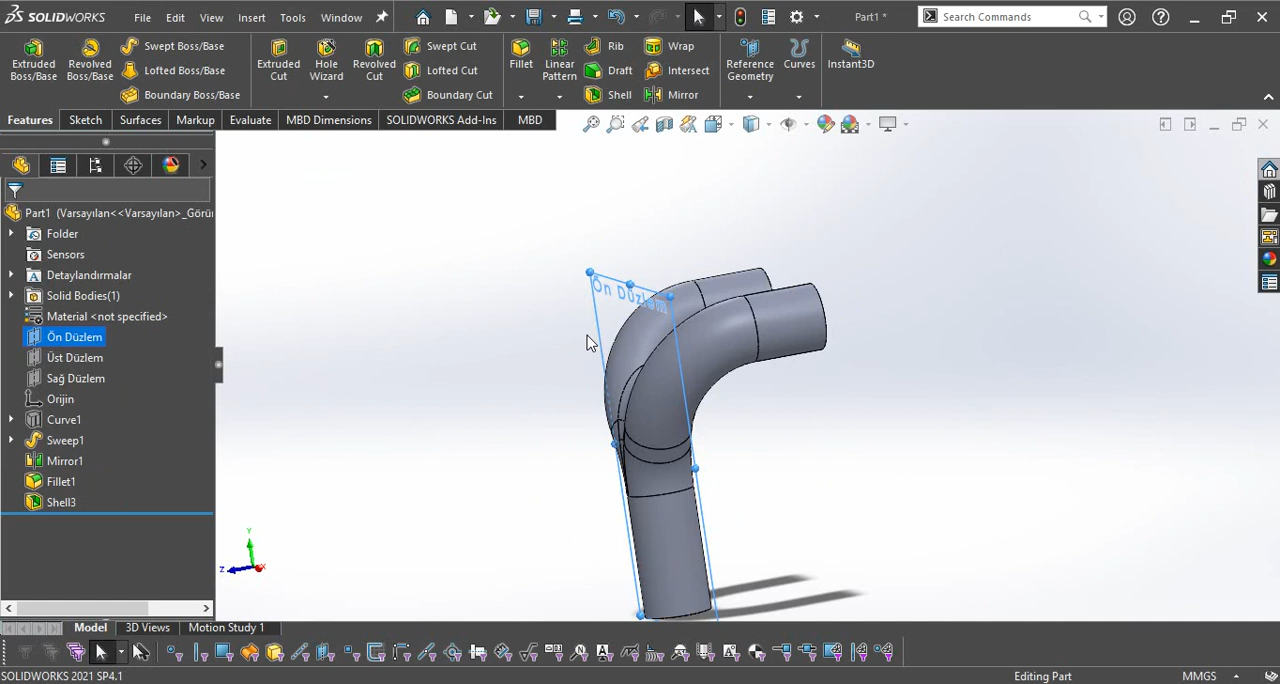 SOLIDWORKS File Edit View Insert Tools Window Part1 * Search Commands
Extruded Boss/Base
Revolved Boss/Base
Swept Boss/Base
Lofted Boss/Base
Boundary Boss/Base
Extruded Cut
Hole Wizard
Revolved Cut
Swept Cut
Lofted Cut
Boundary Cut
Fillet
Linear Pattern
Rib
Draft
Shell
Wrap
Intersect
Mirror
Reference Geometry
Curves
Instant3D
Features Sketch Surfaces Markup Evaluate MBD Dimensions SOLIDWORKS Add-Ins MBD
Part1 (Varsayılan<<Varsayılan>_Görür
Folder
Sensors
Detaylandırmalar
Solid Bodies(1)
Material <not specified>
Ön Düzlem
Üst Düzlem
Sağ Düzlem
Orijin
Curve1
Sweep1
Mirror1
Fillet1
Shell3
Ön Düzlem
Y
Z
X
Model 3D Views Motion Study 1
SOLIDWORKS 2021 SP4.1 Editing Part MMGS